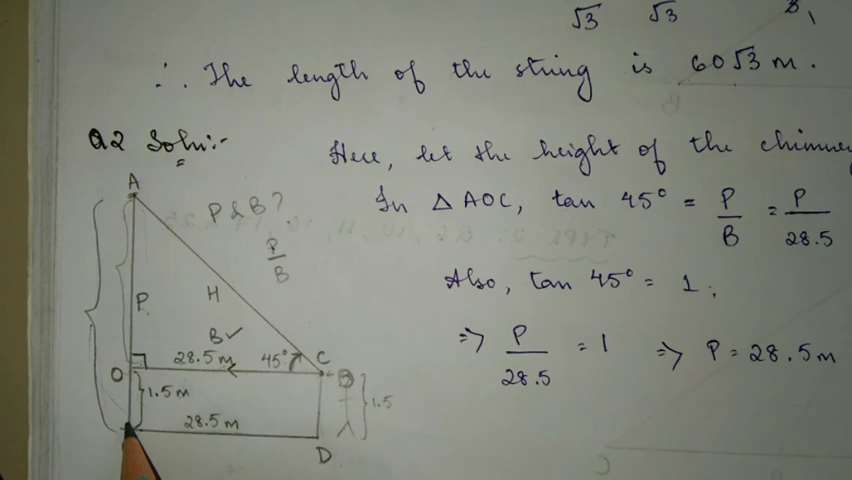 √3 √3
∴ The length of the string is 60√3 m.
Q2 Soln:-
Here, let the height of the chimney
In △ AOC, tan 45° = P/B = P/28.5
Also, tan 45° = 1.
=> P/28.5 = 1 => P = 28.5 m
A
P & B?
P/B
P
H
B✓
28.5 m 45° C
O
1.5 m 1.5
28.5 m
D